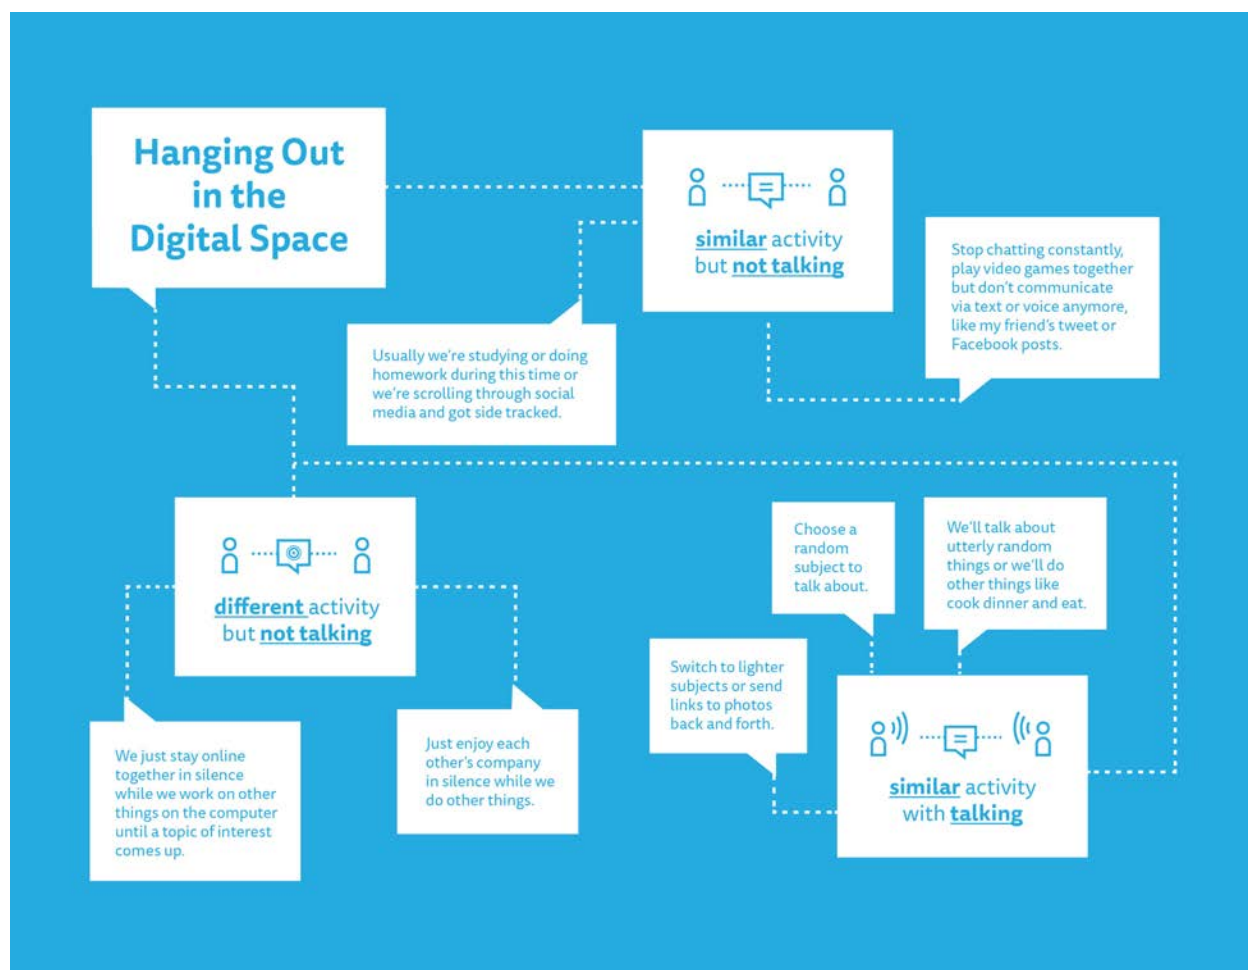 Hanging Out
in the
Digital Space
similar activity
but not talking
Stop chatting constantly,
play video games together
but don't communicate
via text or voice anymore,
like my friend's tweet or
Facebook posts.
Usually we're studying or doing
homework during this time or
we're scrolling through social
media and got side tracked.
different activity
but not talking
We just stay online
together in silence
while we work on other
things on the computer
until a topic of interest
comes up.
Just enjoy each
other's company
in silence while we
do other things.
Choose a
random
subject to
talk about.
We'll talk about
utterly random
things or we'll do
other things like
cook dinner and eat.
Switch to lighter
subjects or send
links to photos
back and forth.
similar activity
with talking